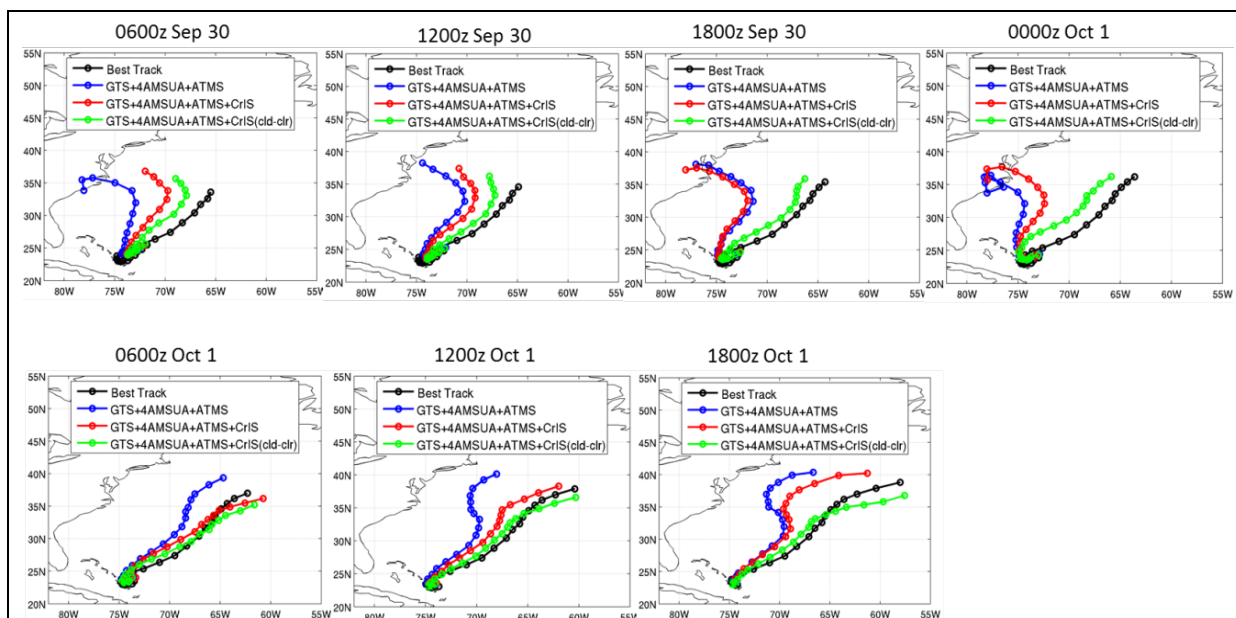 0600z Sep 30
1200z Sep 30
1800z Sep 30
0000z Oct 1
55N
50N
45N
40N
35N
30N
25N
20N
Best Track
GTS+4AMSUA+ATMS
GTS+4AMSUA+ATMS+CrIS
GTS+4AMSUA+ATMS+CrIS(cld-clr)
80W 75W 70W 65W 60W 55W
55N
50N
45N
40N
35N
30N
25N
20N
Best Track
GTS+4AMSUA+ATMS
GTS+4AMSUA+ATMS+CrIS
GTS+4AMSUA+ATMS+CrIS(cld-clr)
80W 75W 70W 65W 60W 55W
55N
50N
45N
40N
35N
30N
25N
20N
Best Track
GTS+4AMSUA+ATMS
GTS+4AMSUA+ATMS+CrIS
GTS+4AMSUA+ATMS+CrIS(cld-clr)
80W 75W 70W 65W 60W 55W
55N
50N
45N
40N
35N
30N
25N
20N
Best Track
GTS+4AMSUA+ATMS
GTS+4AMSUA+ATMS+CrIS
GTS+4AMSUA+ATMS+CrIS(cld-clr)
80W 75W 70W 65W 60W 55W
0600z Oct 1
1200z Oct 1
1800z Oct 1
55N
50N
45N
40N
35N
30N
25N
20N
Best Track
GTS+4AMSUA+ATMS
GTS+4AMSUA+ATMS+CrIS
GTS+4AMSUA+ATMS+CrIS(cld-clr)
80W 75W 70W 65W 60W 55W
55N
50N
45N
40N
35N
30N
25N
20N
Best Track
GTS+4AMSUA+ATMS
GTS+4AMSUA+ATMS+CrIS
GTS+4AMSUA+ATMS+CrIS(cld-clr)
80W 75W 70W 65W 60W 55W
55N
50N
45N
40N
35N
30N
25N
20N
Best Track
GTS+4AMSUA+ATMS
GTS+4AMSUA+ATMS+CrIS
GTS+4AMSUA+ATMS+CrIS(cld-clr)
80W 75W 70W 65W 60W 55W